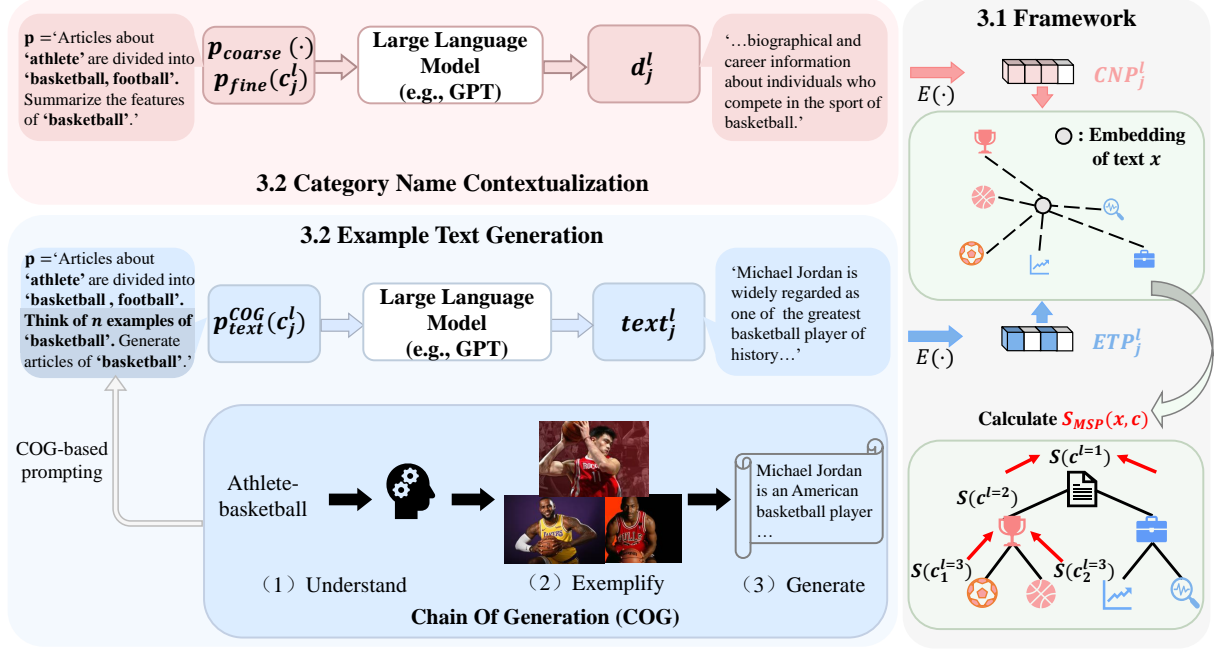 p =‘Articles about
‘athlete’ are divided into
‘basketball, football’.
Summarize the features
of ‘basketball’.’
p_coarse (·)
p_fine(c_j^l)
Large Language
Model
(e.g., GPT)
d_j^l
‘…biographical and
career information
about individuals who
compete in the sport of
basketball.’
3.2 Category Name Contextualization
3.2 Example Text Generation
p =‘Articles about
‘athlete’ are divided into
‘basketball , football’.
Think of n examples of
‘basketball’. Generate
articles of ‘basketball’.’
p_text^COG(c_j^l)
Large Language
Model
(e.g., GPT)
text_j^l
‘Michael Jordan is
widely regarded as
one of the greatest
basketball player of
history…’
COG-based
prompting
Athlete-
basketball
Michael Jordan
is an American
basketball player
…
（1）Understand
（2）Exemplify
（3）Generate
Chain Of Generation (COG)
3.1 Framework
E(·)
CNP_j^l
: Embedding
of text x
E(·)
ETP_j^l
Calculate S_MSP(x, c)
S(c^l=1)
S(c^l=2)
S(c_1^l=3)
S(c_2^l=3)